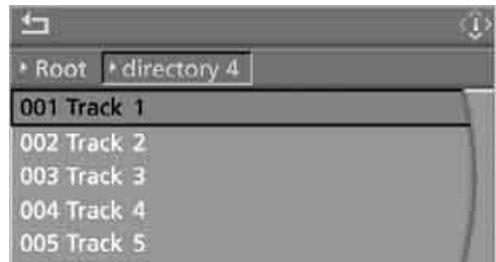 Root directory 4
001 Track 1
002 Track 2
003 Track 3
004 Track 4
005 Track 5